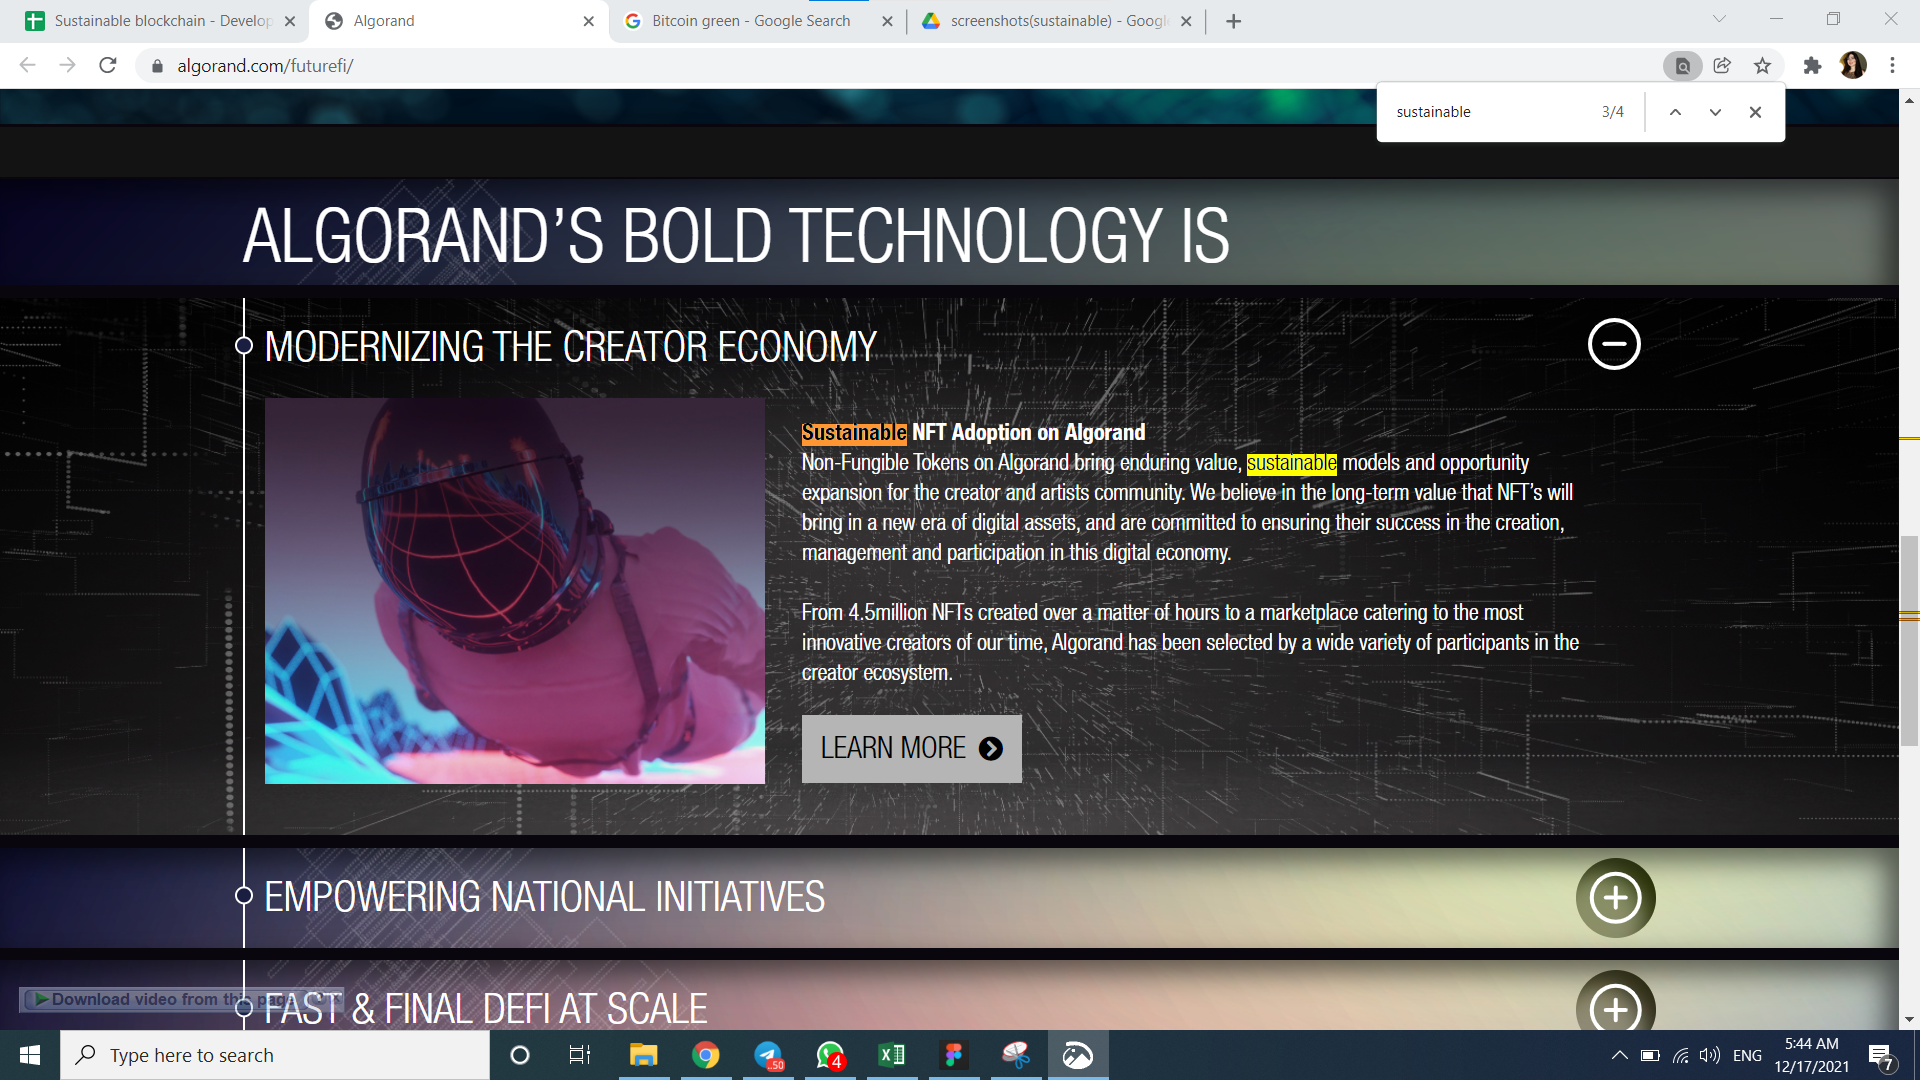 Sustainable blockchain - Develop
Algorand
Bitcoin green - Google Search
screenshots(sustainable) - Google
algorand.com/futurefi/
sustainable
3/4
ALGORAND’S BOLD TECHNOLOGY IS
MODERNIZING THE CREATOR ECONOMY
Sustainable NFT Adoption on Algorand
Non-Fungible Tokens on Algorand bring enduring value, sustainable models and opportunity
expansion for the creator and artists community. We believe in the long-term value that NFT’s will
bring in a new era of digital assets, and are committed to ensuring their success in the creation,
management and participation in this digital economy.
From 4.5million NFTs created over a matter of hours to a marketplace catering to the most
innovative creators of our time, Algorand has been selected by a wide variety of participants in the
creator ecosystem.
LEARN MORE
EMPOWERING NATIONAL INITIATIVES
Download video from this page
FAST & FINAL DEFI AT SCALE
Type here to search
..50
4
ENG
5:44 AM
12/17/2021
7